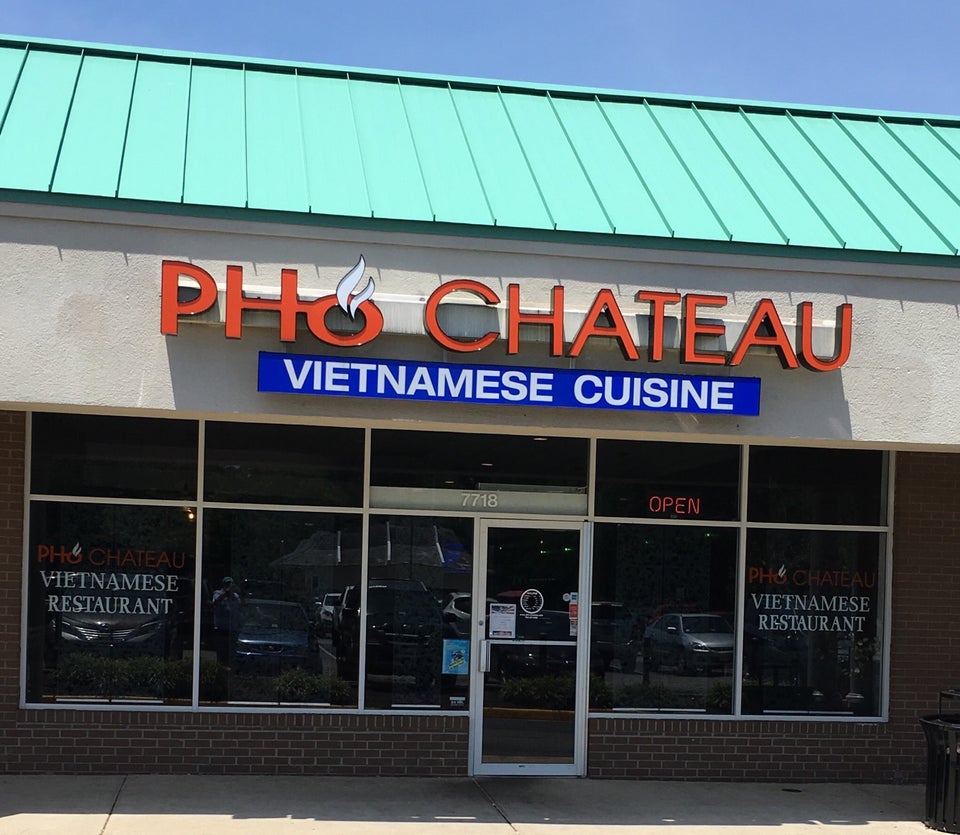 PHO CHATEAU
VIETNAMESE CUISINE
7718
OPEN
PHO CHATEAU
VIETNAMESE
RESTAURANT
PHO CHATEAU
VIETNAMESE
RESTAURANT